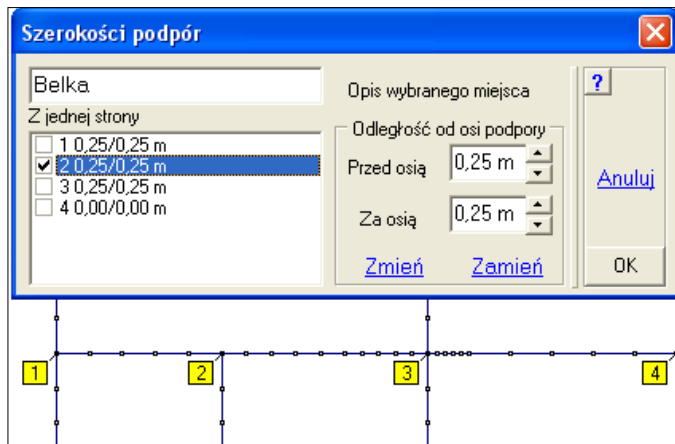 Szerokości podpór
Belka
Z jednej strony
1 0,25/0,25 m
2 0,25/0,25 m
3 0,25/0,25 m
4 0,00/0,00 m
Opis wybranego miejsca
Odległość od osi podpory
Przed osią 0,25 m
Za osią 0,25 m
Zmień Zamień
?
Anuluj
OK
1 2 3 4